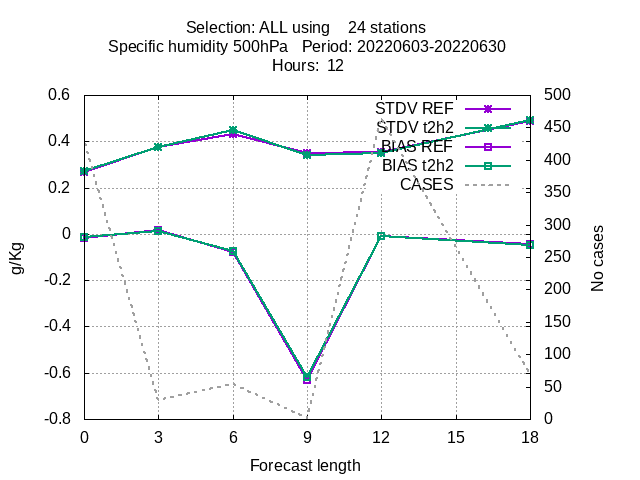 Selection: ALL using    24 stations
Specific humidity 500hPa   Period: 20220603-20220630
Hours:  12
0.6
0.4
0.2
0
-0.2
-0.4
-0.6
-0.8
g/Kg
STDV REF
STDV t2h2
BIAS REF
BIAS t2h2
CASES
500
450
400
350
300
250
200
150
100
50
0
No cases
0 3 6 9 12 15 18
Forecast length